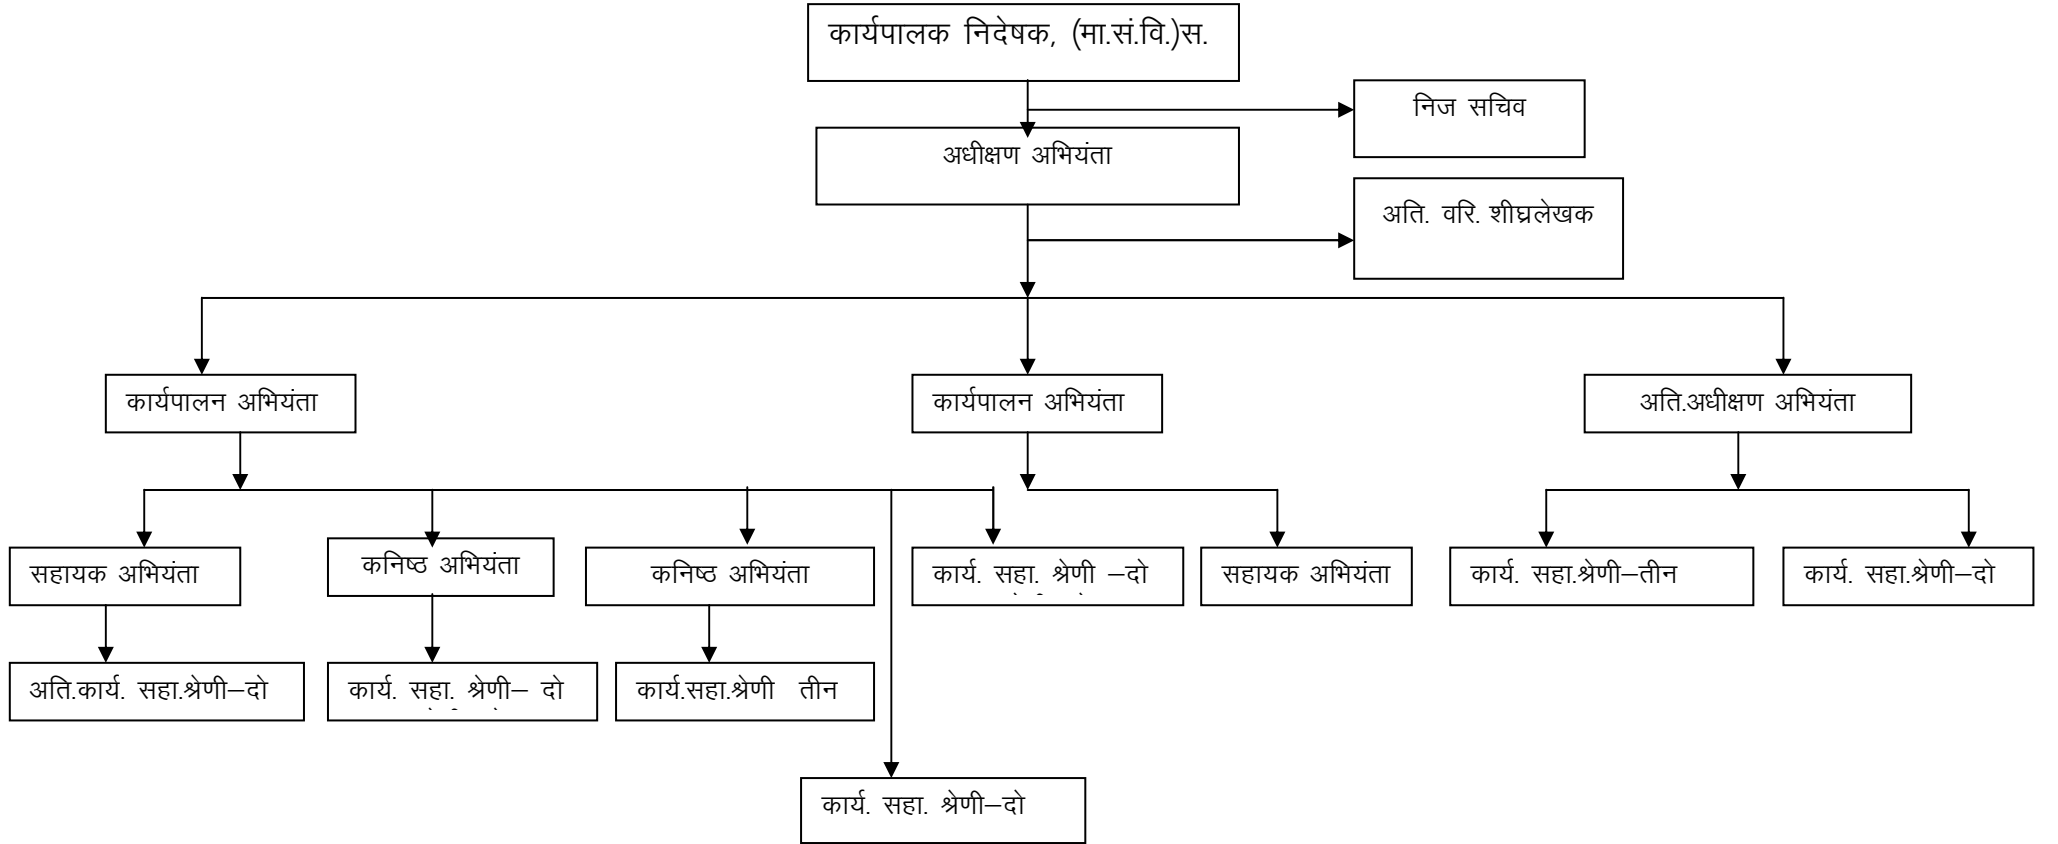 कार्यपालक निदेषक, (मा.सं.वि.)स.
निज सचिव
अधीक्षण अभियंता
अति. वरि. शीघ्रलेखक
कार्यपालन अभियंता
कार्यपालन अभियंता
अति.अधीक्षण अभियंता
सहायक अभियंता
कनिष्ठ अभियंता
कनिष्ठ अभियंता
कार्य. सहा. श्रेणी –दो
सहायक अभियंता
कार्य. सहा.श्रेणी–तीन
कार्य. सहा.श्रेणी–दो
अति.कार्य. सहा.श्रेणी–दो
कार्य. सहा. श्रेणी– दो
कार्य.सहा.श्रेणी तीन
कार्य. सहा. श्रेणी–दो